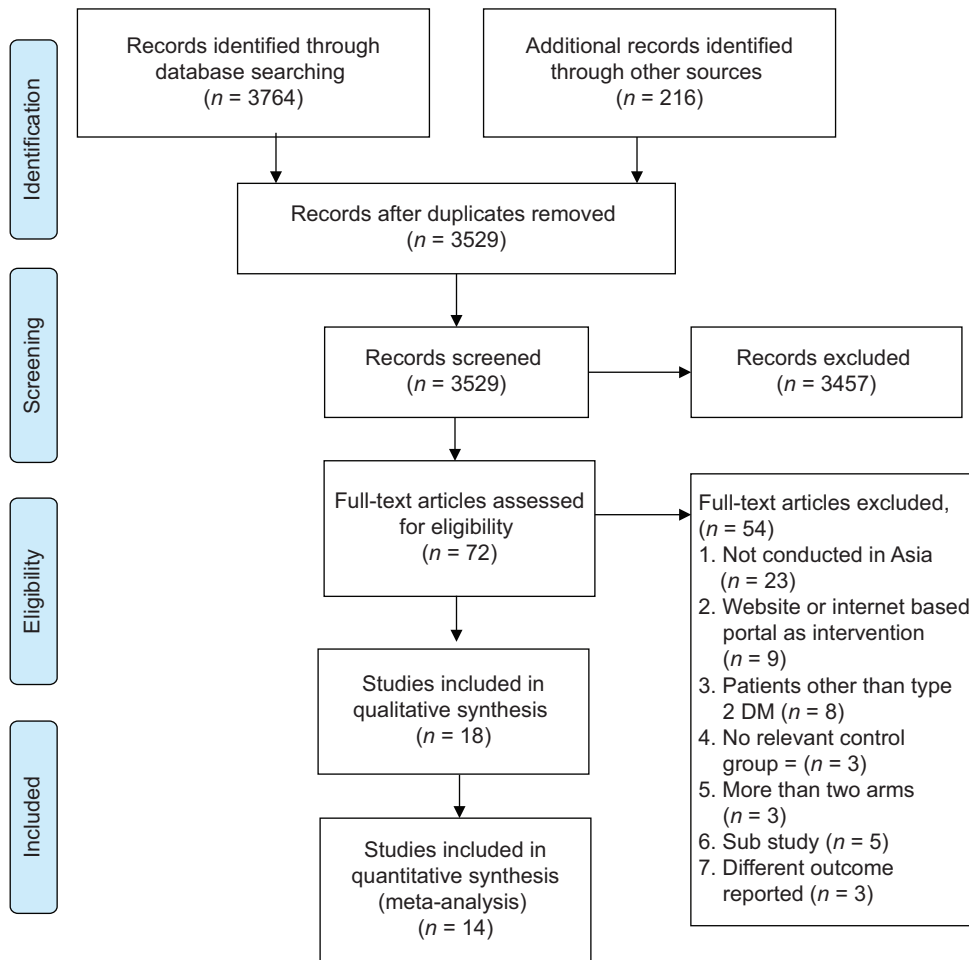 Identification
Records identified through
database searching
(n = 3764)
Additional records identified
through other sources
(n = 216)
Records after duplicates removed
(n = 3529)
Screening
Records screened
(n = 3529)
Records excluded
(n = 3457)
Eligibility
Full-text articles assessed
for eligibility
(n = 72)
Full-text articles excluded,
(n = 54)
1. Not conducted in Asia
(n = 23)
2. Website or internet based
portal as intervention
(n = 9)
3. Patients other than type
2 DM (n = 8)
4. No relevant control
group = (n = 3)
5. More than two arms
(n = 3)
6. Sub study (n = 5)
7. Different outcome
reported (n = 3)
Studies included in
qualitative synthesis
(n = 18)
Included
Studies included in
quantitative synthesis
(meta-analysis)
(n = 14)